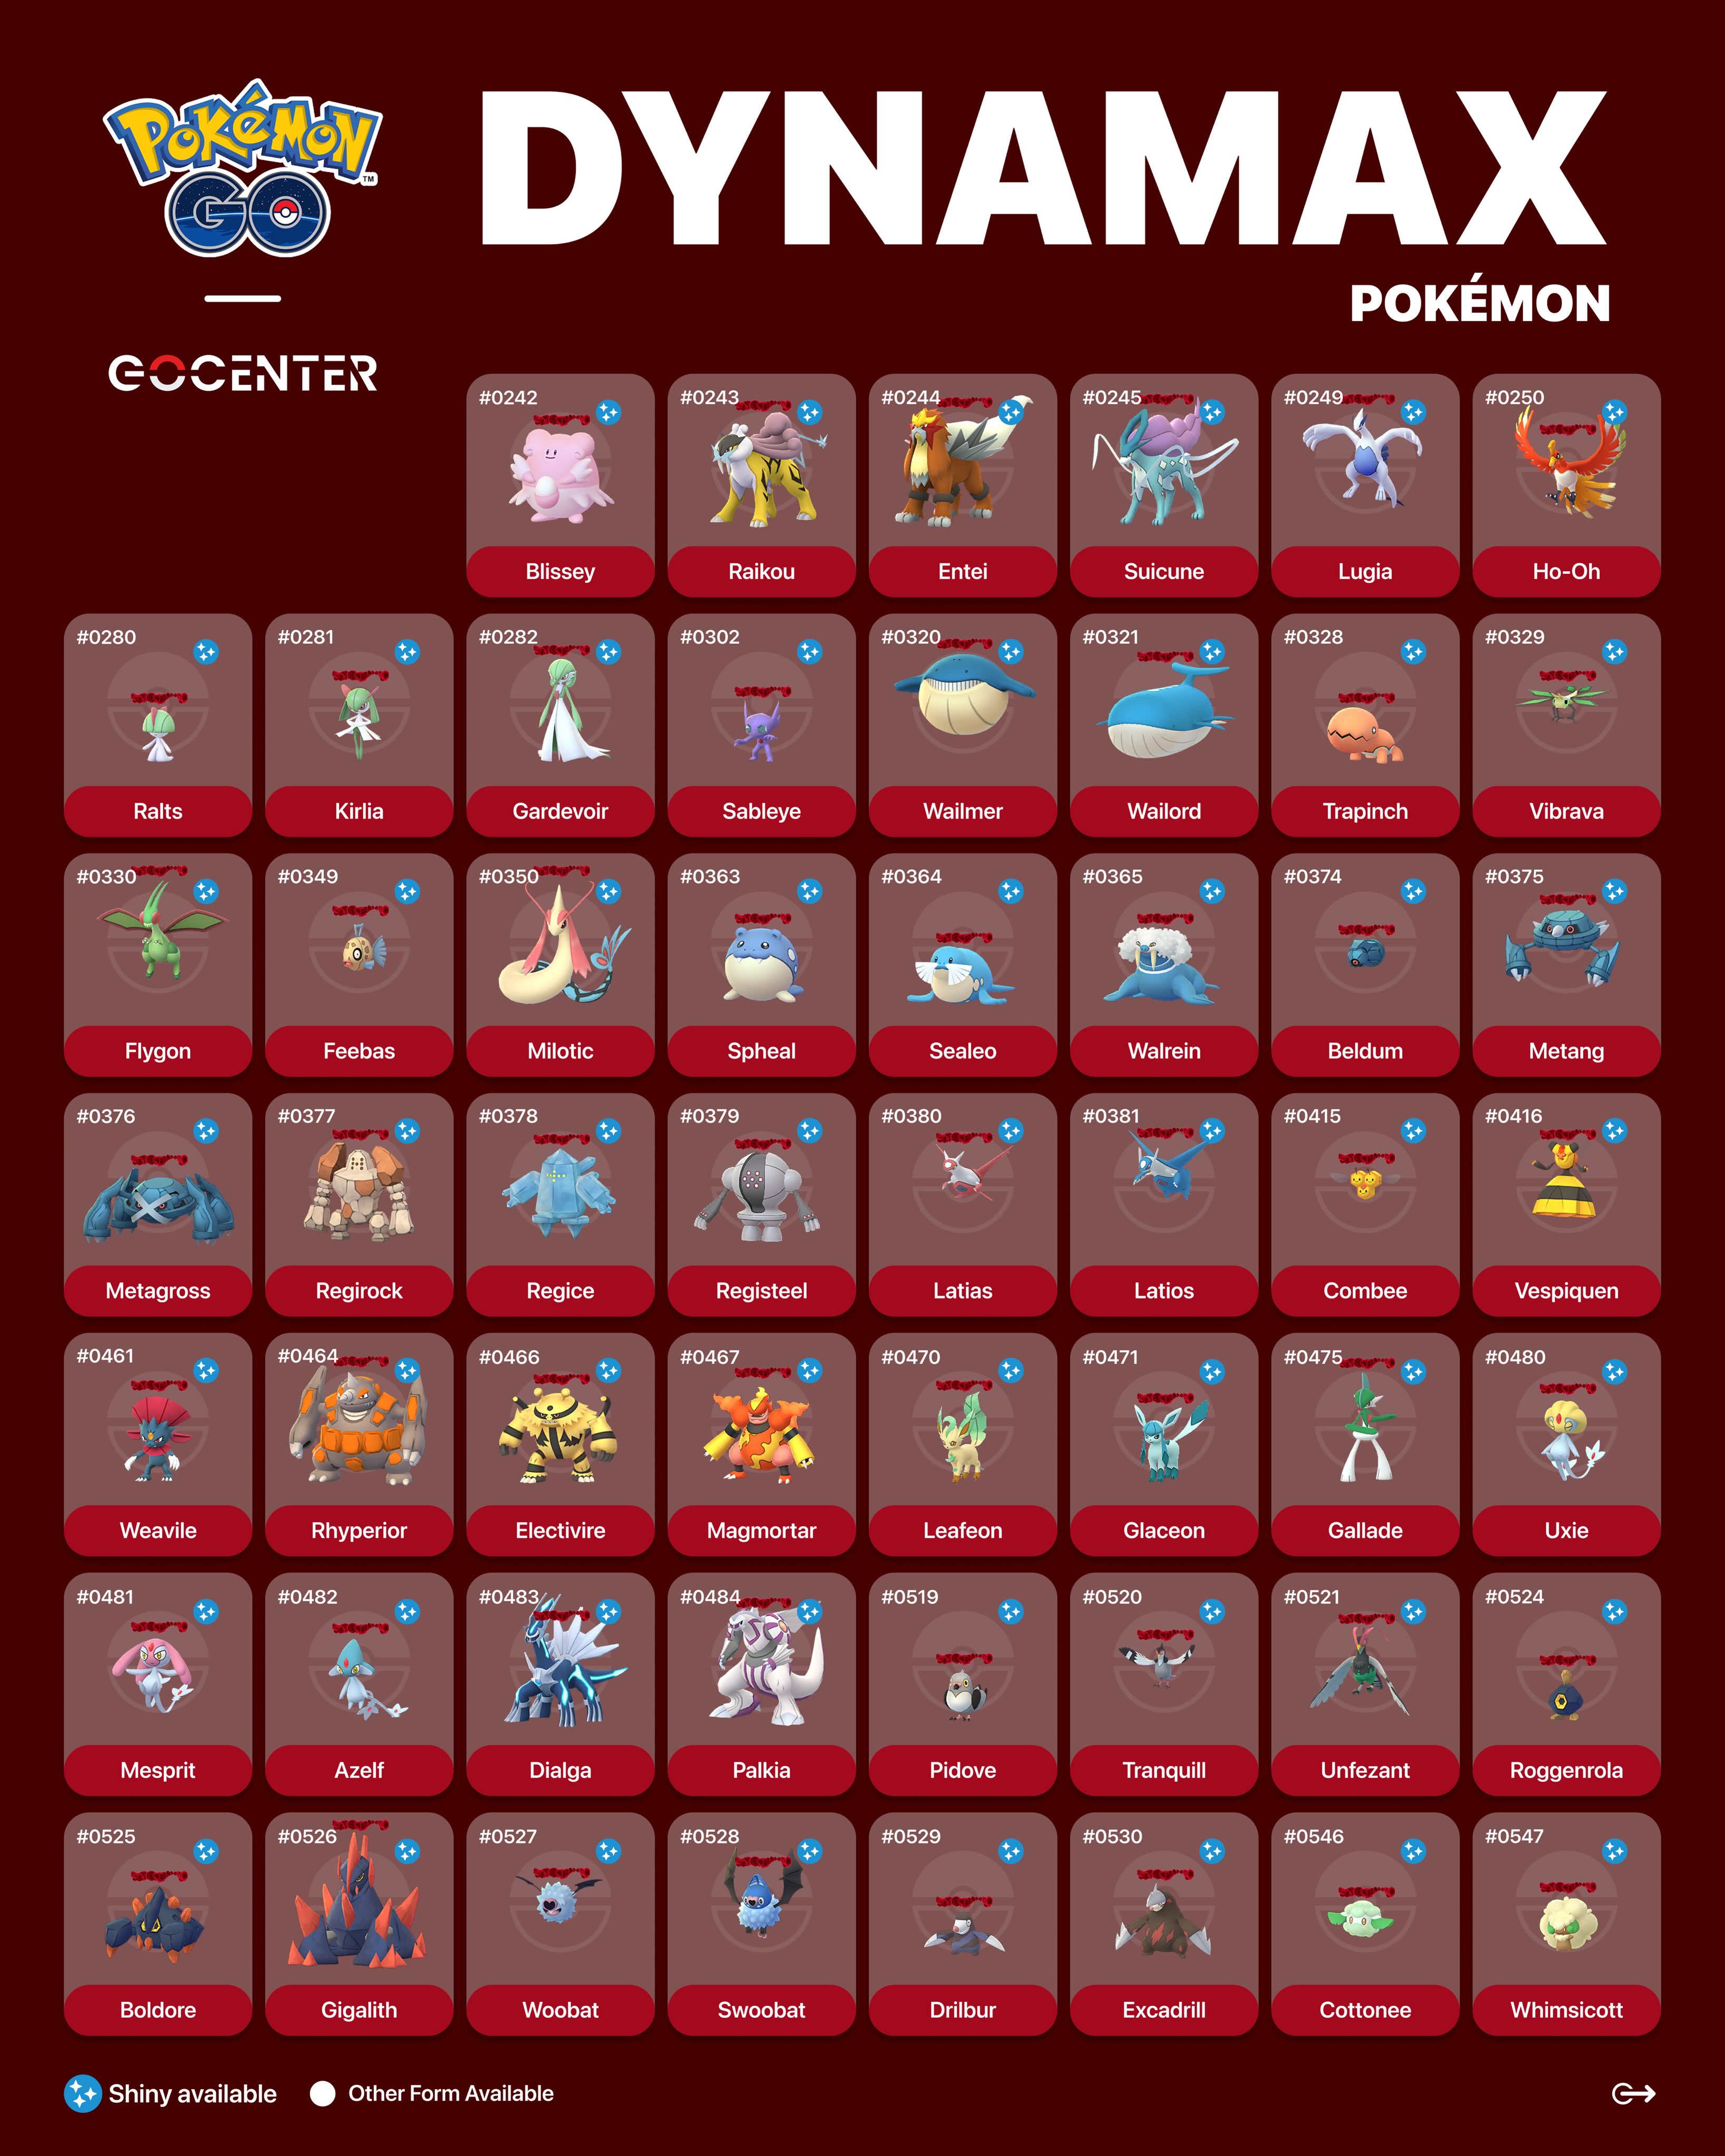 POKéMON
TM
GO
DYNAMAX
POKÉMON
GOCENTER
#0242 #0243 #0244 #0245 #0249 #0250
Blissey Raikou Entei Suicune Lugia Ho-Oh
#0280 #0281 #0282 #0302 #0320 #0321 #0328 #0329
Ralts Kirlia Gardevoir Sableye Wailmer Wailord Trapinch Vibrava
#0330 #0349 #0350 #0363 #0364 #0365 #0374 #0375
Flygon Feebas Milotic Spheal Sealeo Walrein Beldum Metang
#0376 #0377 #0378 #0379 #0380 #0381 #0415 #0416
Metagross Regirock Regice Registeel Latias Latios Combee Vespiquen
#0461 #0464 #0466 #0467 #0470 #0471 #0475 #0480
Weavile Rhyperior Electivire Magmortar Leafeon Glaceon Gallade Uxie
#0481 #0482 #0483 #0484 #0519 #0520 #0521 #0524
Mesprit Azelf Dialga Palkia Pidove Tranquill Unfezant Roggenrola
#0525 #0526 #0527 #0528 #0529 #0530 #0546 #0547
Boldore Gigalith Woobat Swoobat Drilbur Excadrill Cottonee Whimsicott
Shiny available Other Form Available